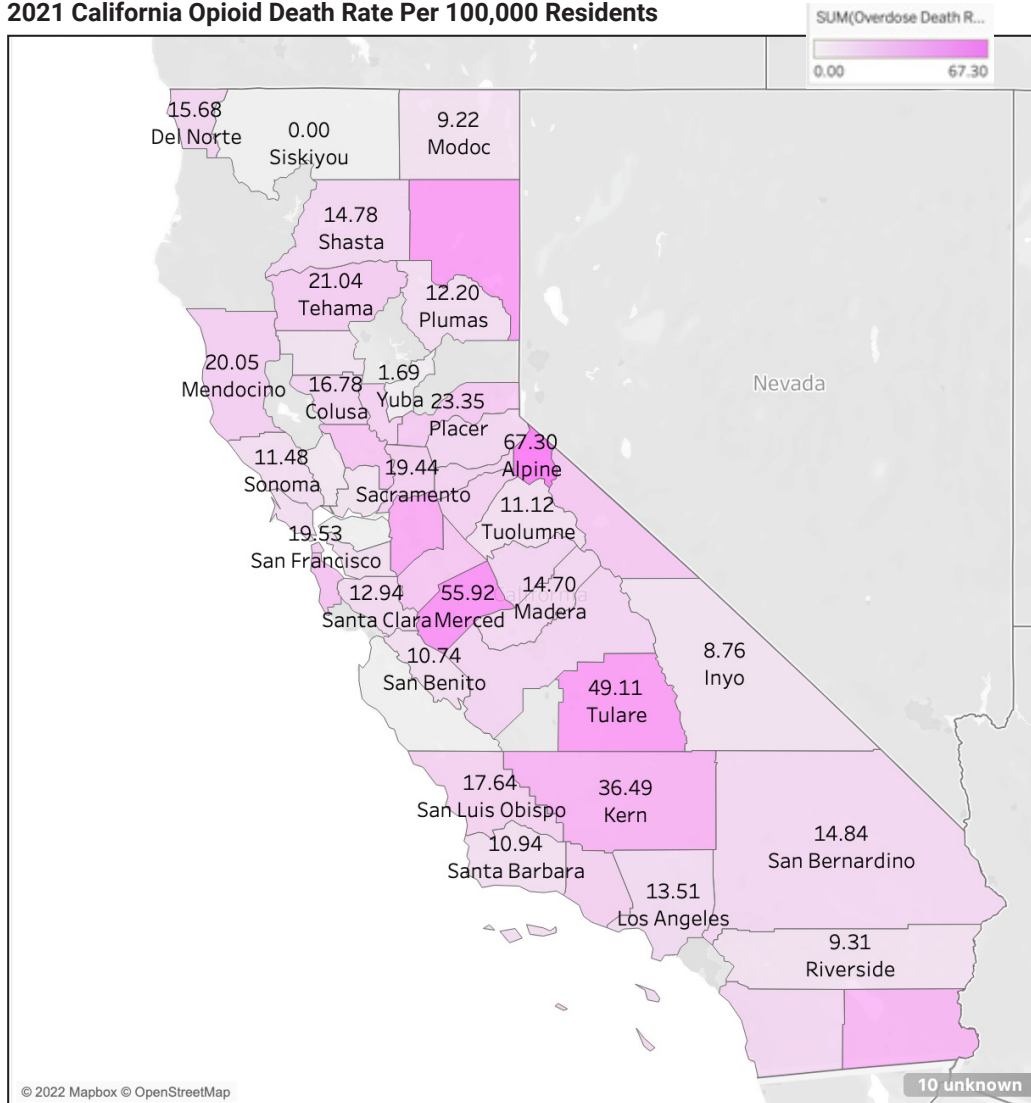 2021 California Opioid Death Rate Per 100,000 Residents
SUM(Overdose Death R...
0.00 67.30
15.68
Del Norte
0.00
Siskiyou
9.22
Modoc
14.78
Shasta
21.04
Tehama
12.20
Plumas
20.05
Mendocino
16.78
Colusa
1.69
Yuba
23.35
Placer
Nevada
67.30
Alpine
11.48
Sonoma
19.44
Sacramento
11.12
Tuolumne
19.53
San Francisco
12.94
Santa Clara
55.92
Merced
14.70
Madera
California
10.74
San Benito
8.76
Inyo
49.11
Tulare
17.64
San Luis Obispo
36.49
Kern
14.84
San Bernardino
10.94
Santa Barbara
13.51
Los Angeles
9.31
Riverside
© 2022 Mapbox © OpenStreetMap
10 unknown